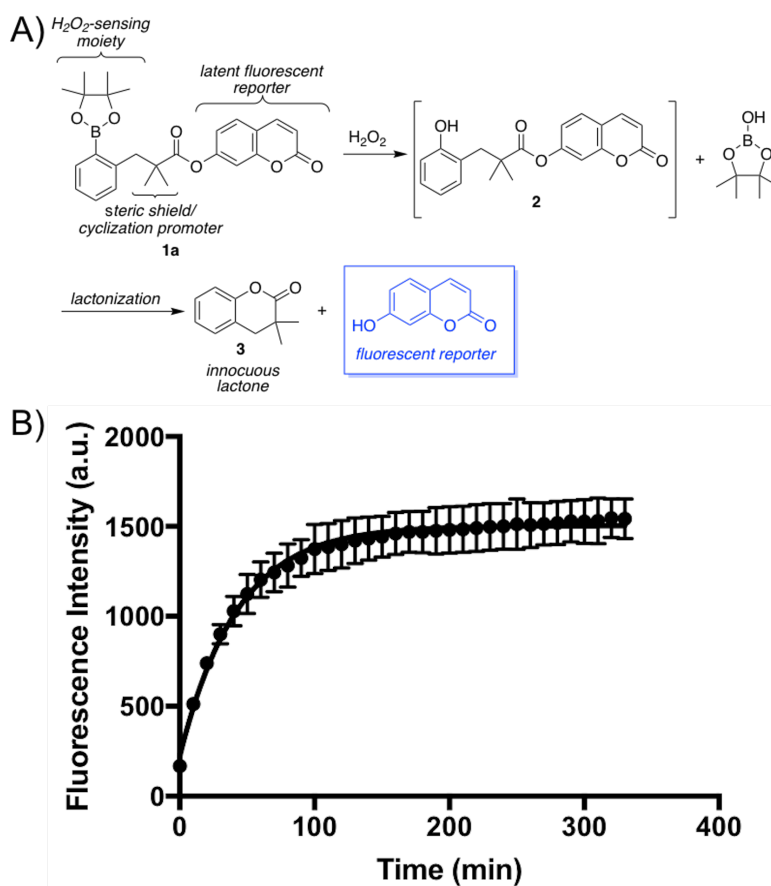 A)
H₂O₂-sensing
moiety
latent fluorescent
reporter
O
O
B
O
O
O
O
steric shield/
cyclization promoter
1a
H₂O₂
OH
O
O
O
O
2
+
OH
B
O
O
lactonization
O
O
3
innocuous
lactone
+
HO
O
O
fluorescent reporter
B)
Fluorescence Intensity (a.u.)
2000
1500
1000
500
0
0
100
200
300
400
Time (min)